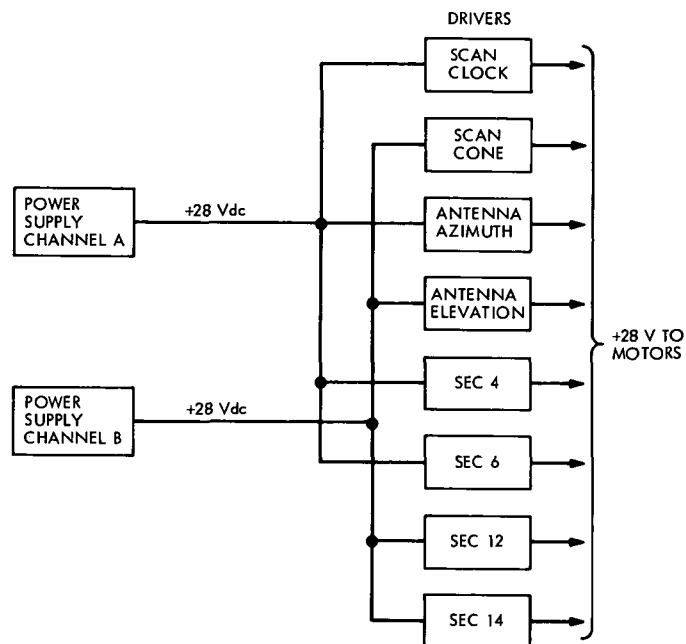 DRIVERS
SCAN
CLOCK
SCAN
CONE
POWER
SUPPLY
CHANNEL A
+28 Vdc
ANTENNA
AZIMUTH
ANTENNA
ELEVATION
+28 V TO
MOTORS
SEC 4
POWER
SUPPLY
CHANNEL B
+28 Vdc
SEC 6
SEC 12
SEC 14